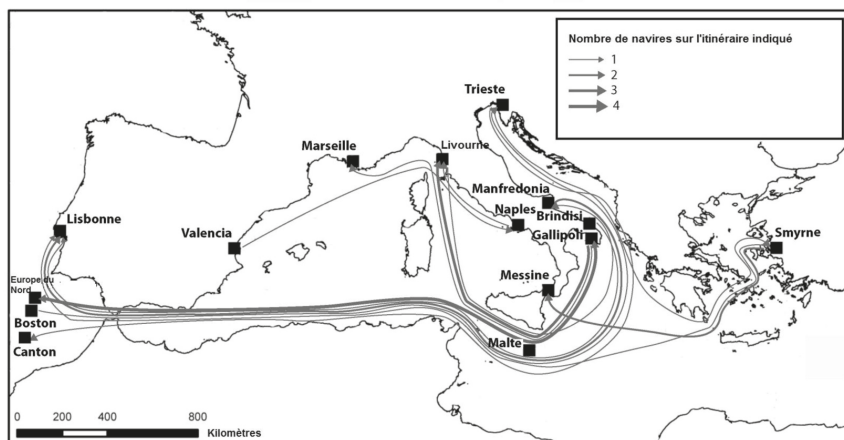 Nombre de navires sur l'itinéraire indiqué
1
2
3
4
Trieste
Marseille
Livourne
Manfredonia
Lisbonne
Valencia
Naples
Brindisi
Gallipoli
Smyrne
Europe du
Nord
Messine
Boston
Malte
Canton
0 200 400 800
Kilomètres